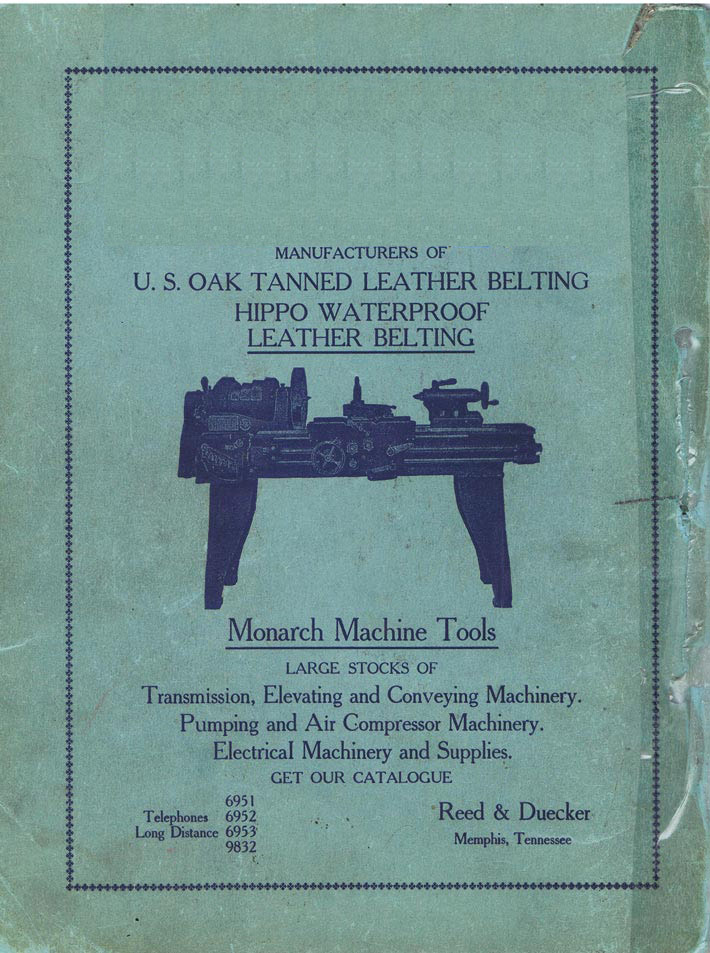 MANUFACTURERS OF
U. S. OAK TANNED LEATHER BELTING
HIPPO WATERPROOF
LEATHER BELTING
Monarch Machine Tools
LARGE STOCKS OF
Transmission, Elevating and Conveying Machinery.
Pumping and Air Compressor Machinery.
Electrical Machinery and Supplies.
GET OUR CATALOGUE
6951
Telephones 6952
Long Distance 6953
9832
Reed & Duecker
Memphis, Tennessee